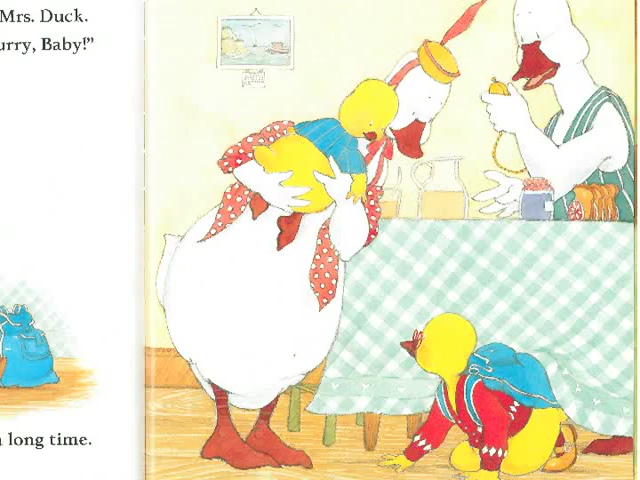 Mrs. Duck.
urry, Baby!”
long time.